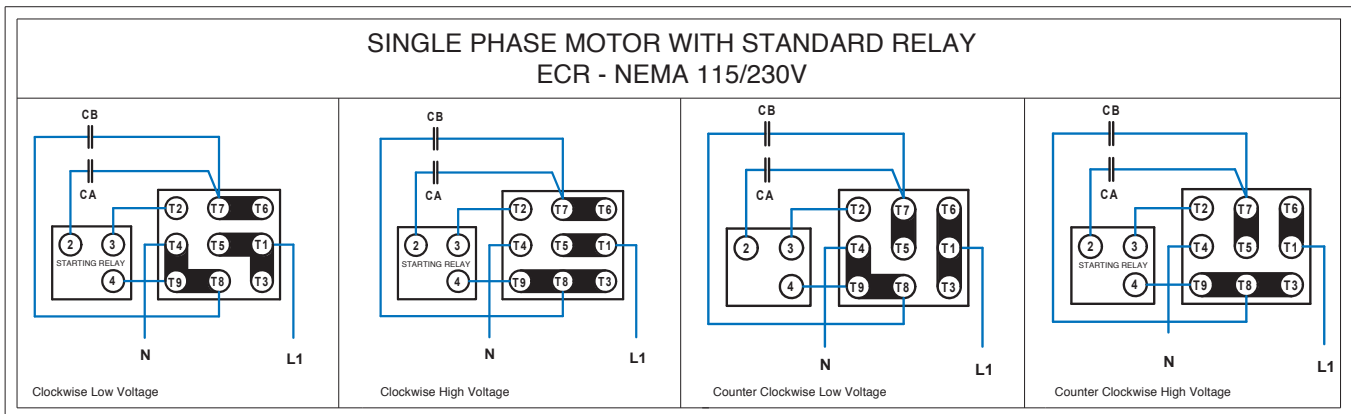 SINGLE PHASE MOTOR WITH STANDARD RELAY
ECR - NEMA 115/230V
CB
CA
T2 T7 T6
2 3 T4 T5 T1
STARTING RELAY
4 T9 T8 T3
N L1
Clockwise Low Voltage
CB
CA
T2 T7 T6
2 3 T4 T5 T1
STARTING RELAY
4 T9 T8 T3
N L1
Clockwise High Voltage
CB
CA
T2 T7 T6
2 3 T4 T5 T1
STARTING RELAY
4 T9 T8 T3
N L1
Counter Clockwise Low Voltage
CB
CA
T2 T7 T6
2 3 T4 T5 T1
STARTING RELAY
4 T9 T8 T3
N L1
Counter Clockwise High Voltage